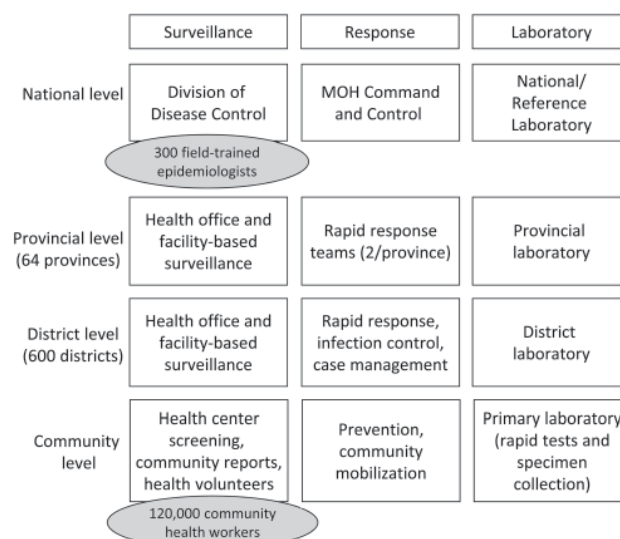 Surveillance
Response
Laboratory
National level
Division of
Disease Control
MOH Command
and Control
National/
Reference
Laboratory
300 field-trained
epidemiologists
Provincial level
(64 provinces)
Health office and
facility-based
surveillance
Rapid response
teams (2/province)
Provincial
laboratory
District level
(600 districts)
Health office and
facility-based
surveillance
Rapid response,
infection control,
case management
District
laboratory
Community
level
Health center
screening,
community reports,
health volunteers
Prevention,
community
mobilization
Primary laboratory
(rapid tests and
specimen
collection)
120,000 community
health workers